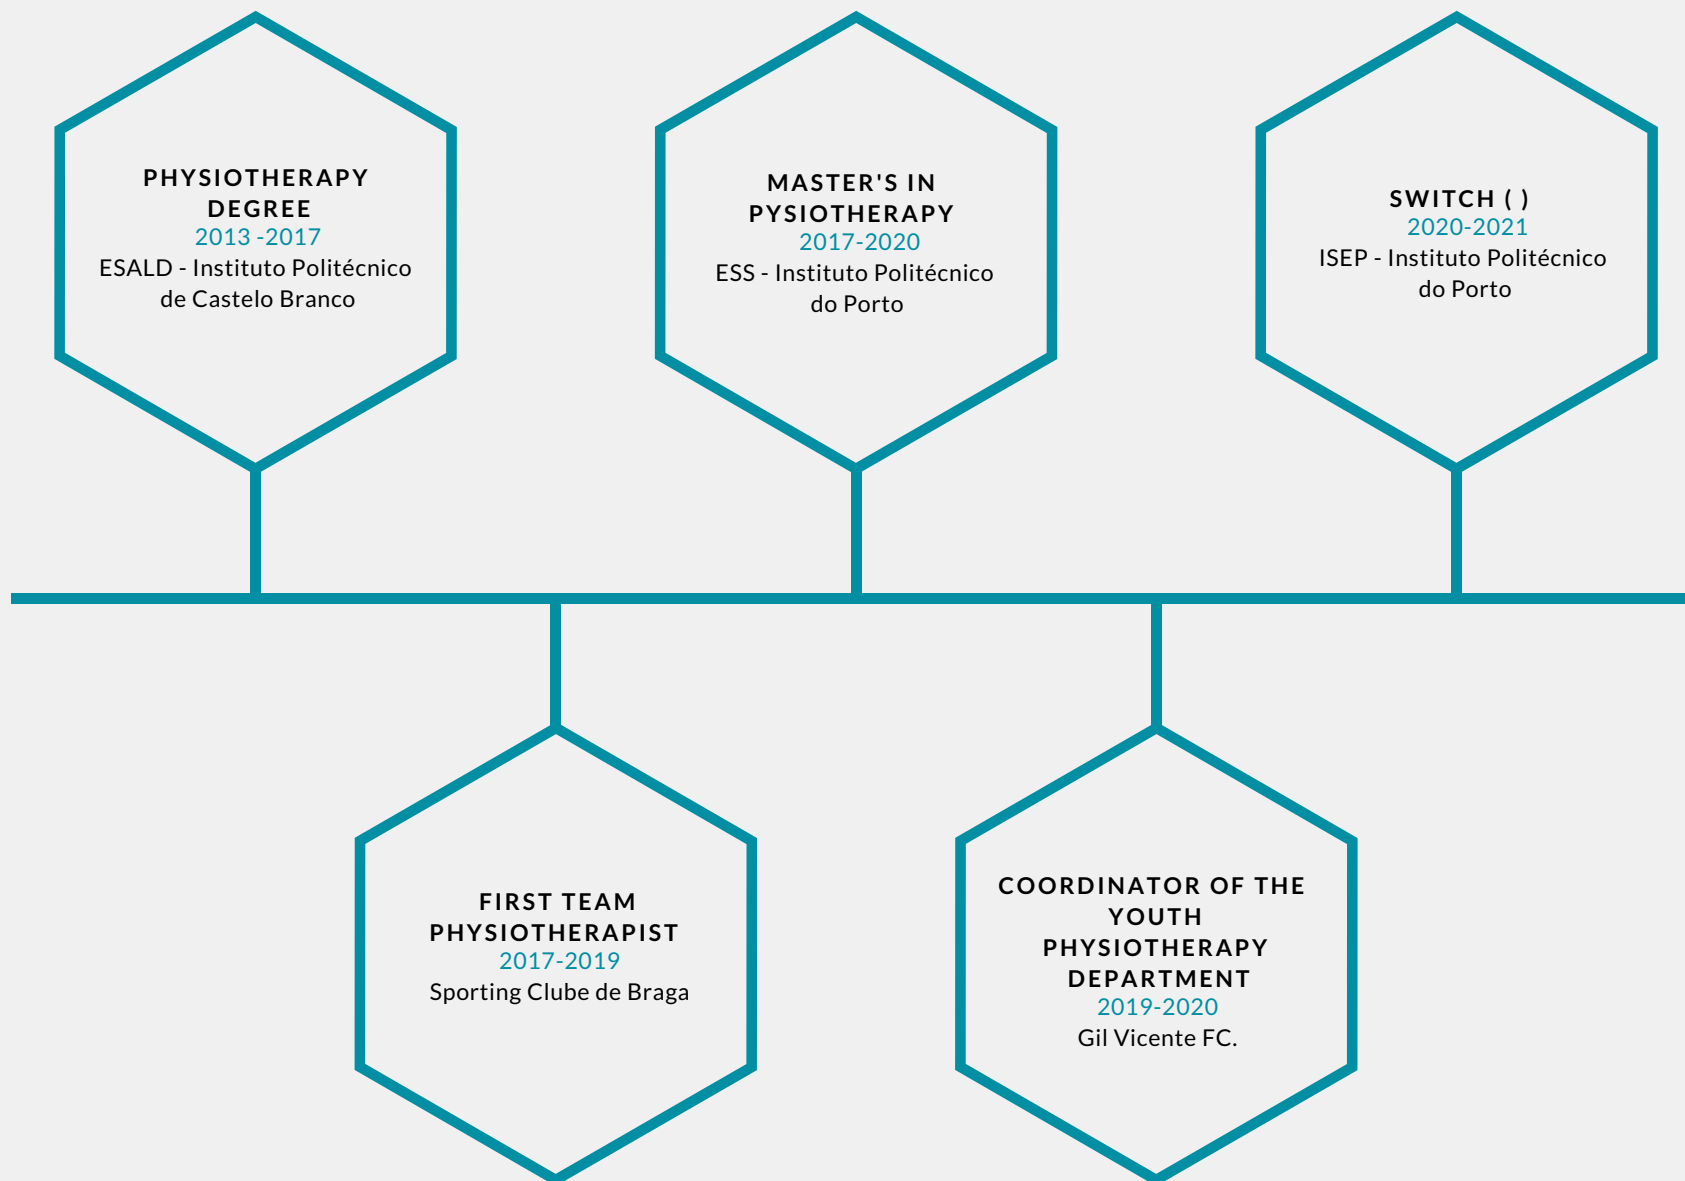 PHYSIOTHERAPY
DEGREE
2013 -2017
ESALD - Instituto Politécnico
de Castelo Branco
MASTER'S IN
PYSIOTHERAPY
2017-2020
ESS - Instituto Politécnico
do Porto
SWITCH ( )
2020-2021
ISEP - Instituto Politécnico
do Porto
FIRST TEAM
PHYSIOTHERAPIST
2017-2019
Sporting Clube de Braga
COORDINATOR OF THE
YOUTH
PHYSIOTHERAPY
DEPARTMENT
2019-2020
Gil Vicente FC.